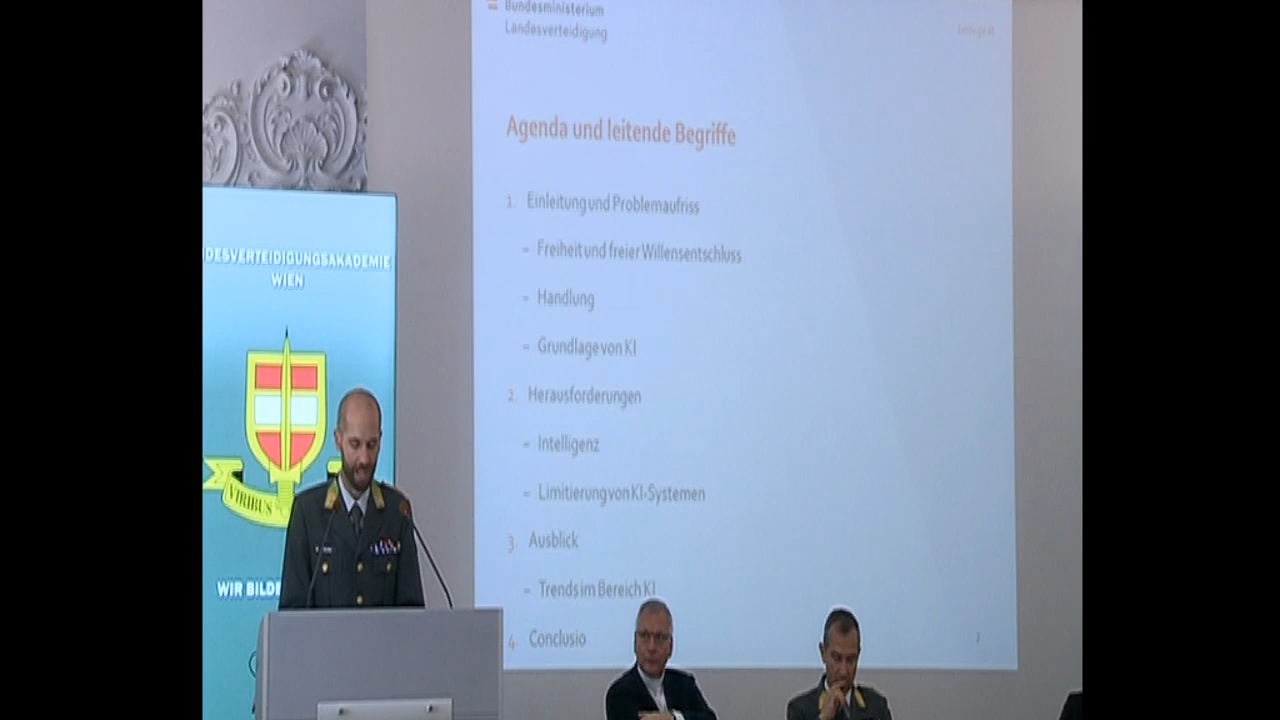 Bundesministerium
Landesverteidigung
Agenda und leitende Begriffe
1. Einleitung und Problemaufriss
- Freiheit und freier Willensentschluss
- Handlung
- Grundlage von KI
2. Herausforderungen
- Intelligenz
- Limitierung von KI-Systemen
3. Ausblick
- Trends im Bereich KI
4. Conclusio
DESVERTEIDIGUNGSAKADEMIE
WIEN
VIRIBUS
WIR BILDE